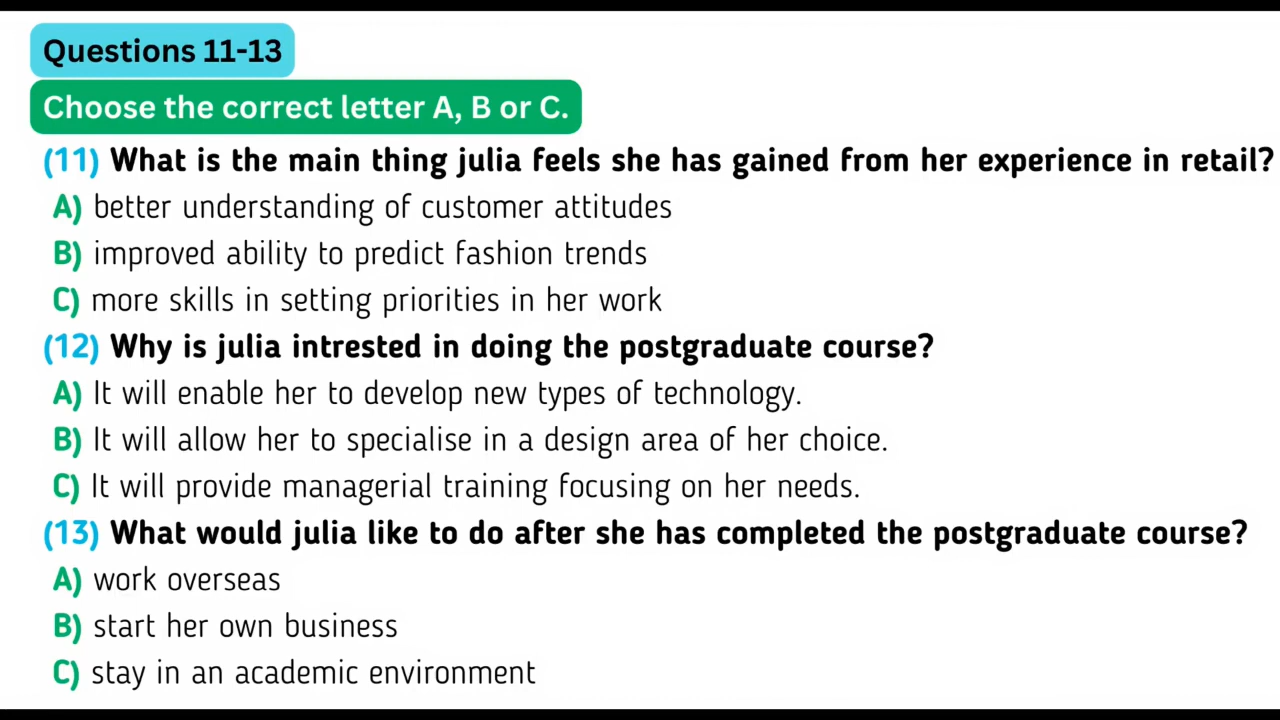 Questions 11-13
Choose the correct letter A, B or C.
(11) What is the main thing julia feels she has gained from her experience in retail?
A) better understanding of customer attitudes
B) improved ability to predict fashion trends
C) more skills in setting priorities in her work
(12) Why is julia intrested in doing the postgraduate course?
A) It will enable her to develop new types of technology.
B) It will allow her to specialise in a design area of her choice.
C) It will provide managerial training focusing on her needs.
(13) What would julia like to do after she has completed the postgraduate course?
A) work overseas
B) start her own business
C) stay in an academic environment